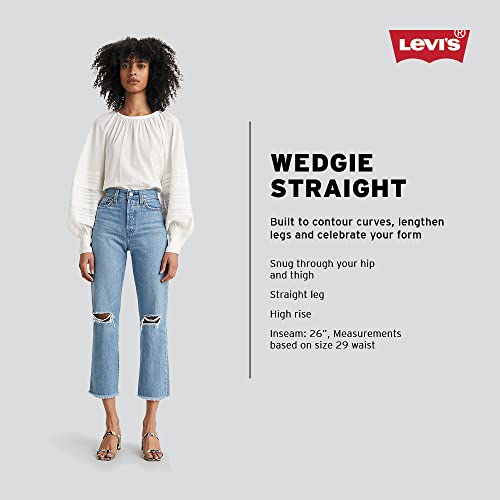 LEVI'S®
WEDGIE
STRAIGHT
Built to contour curves, lengthen
legs and celebrate your form
Snug through your hip
and thigh
Straight leg
High rise
Inseam: 26”, Measurements
based on size 29 waist